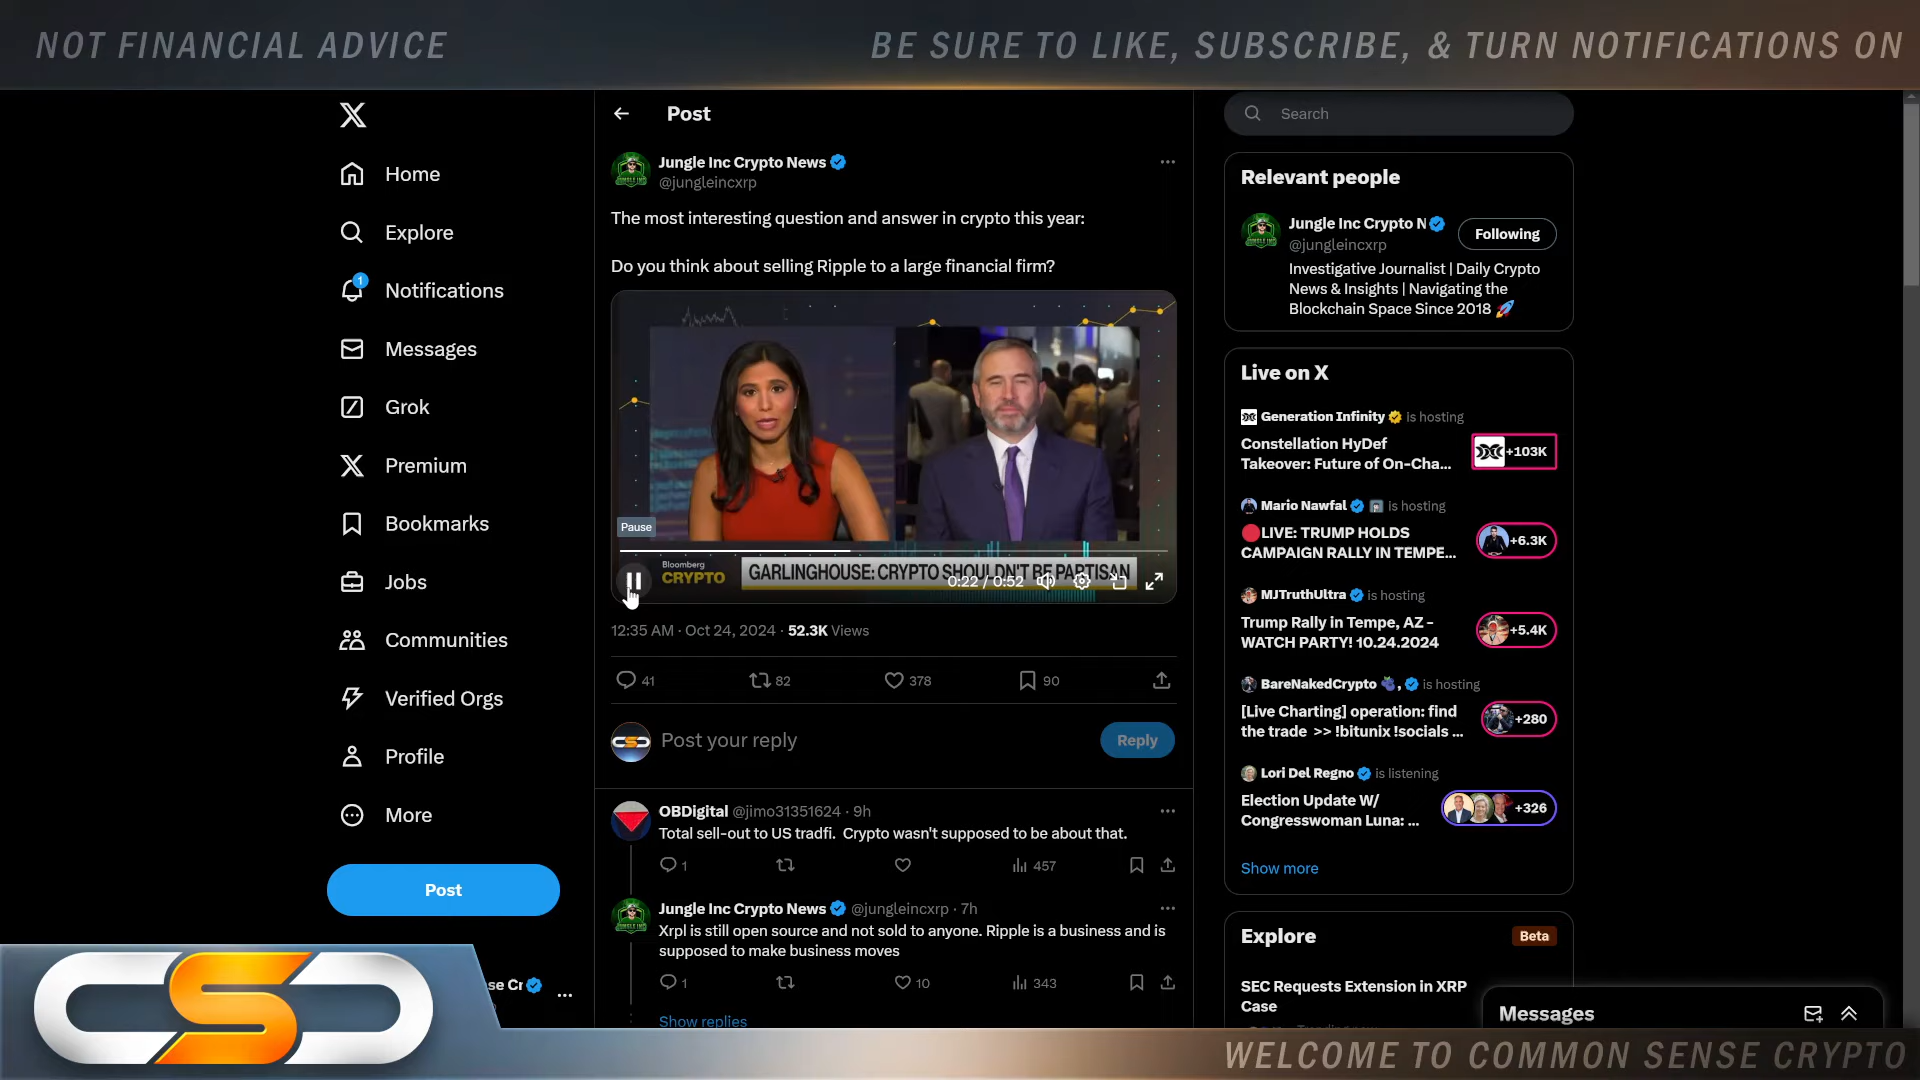 NOT FINANCIAL ADVICE
BE SURE TO LIKE, SUBSCRIBE, & TURN NOTIFICATIONS ON
Home
Explore
1
Notifications
Messages
Grok
Premium
Bookmarks
Jobs
Communities
Verified Orgs
Profile
More
Post
se Cr
Post
Jungle Inc Crypto News
@jungleincxrp
The most interesting question and answer in crypto this year:
Do you think about selling Ripple to a large financial firm?
Pause
Bloomberg
CRYPTO
GARLINGHOUSE: CRYPTO SHOULDN'T BE PARTISAN
0:22 / 0:52
12:35 AM · Oct 24, 2024 · 52.3K Views
41
82
378
90
Post your reply
Reply
OBDigital @jimo31351624 · 9h
Total sell-out to US tradfi. Crypto wasn't supposed to be about that.
1
457
Jungle Inc Crypto News @jungleincxrp · 7h
Xrpl is still open source and not sold to anyone. Ripple is a business and is
supposed to make business moves
1
10
343
Show replies
Search
Relevant people
Jungle Inc Crypto N
@jungleincxrp
Following
Investigative Journalist | Daily Crypto
News & Insights | Navigating the
Blockchain Space Since 2018 🚀
Live on X
Generation Infinity is hosting
Constellation HyDef
Takeover: Future of On-Cha...
+103K
Mario Nawfal is hosting
🔴LIVE: TRUMP HOLDS
CAMPAIGN RALLY IN TEMPE...
+6.3K
MJTruthUltra is hosting
Trump Rally in Tempe, AZ –
WATCH PARTY! 10.24.2024
+5.4K
BareNakedCrypto 🫐, is hosting
[Live Charting] operation: find
the trade >> !bitunix !socials ...
+280
Lori Del Regno is listening
Election Update W/
Congresswoman Luna: ...
+326
Show more
Explore
Beta
SEC Requests Extension in XRP
Case
Messages
CSC
WELCOME TO COMMON SENSE CRYPTO